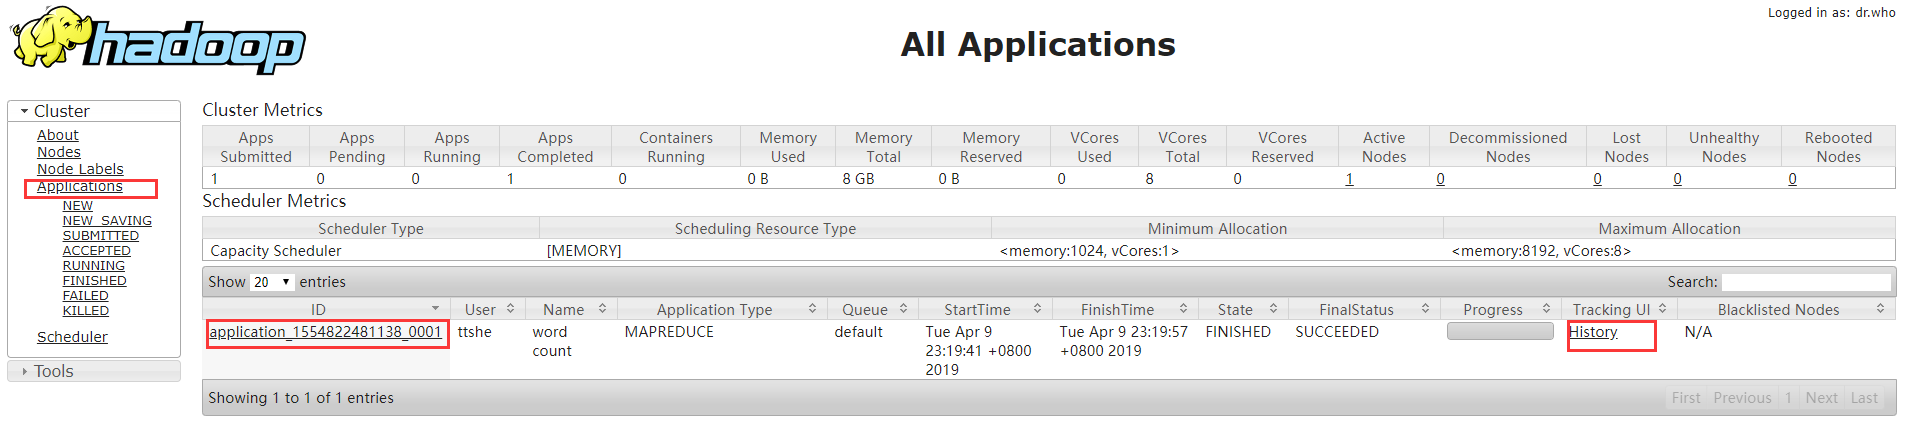 Logged in as: dr.who
hadoop
All Applications
Cluster
About
Nodes
Node Labels
Applications
NEW
NEW_SAVING
SUBMITTED
ACCEPTED
RUNNING
FINISHED
FAILED
KILLED
Scheduler
Tools
Cluster Metrics
Apps Submitted Apps Pending Apps Running Apps Completed Containers Running Memory Used Memory Total Memory Reserved VCores Used VCores Total VCores Reserved Active Nodes Decommissioned Nodes Lost Nodes Unhealthy Nodes Rebooted Nodes
1 0 0 1 0 0 B 8 GB 0 B 0 8 0 1 0 0 0 0
Scheduler Metrics
Scheduler Type Scheduling Resource Type Minimum Allocation Maximum Allocation
Capacity Scheduler [MEMORY] <memory:1024, vCores:1> <memory:8192, vCores:8>
Show 20 entries Search:
ID User Name Application Type Queue StartTime FinishTime State FinalStatus Progress Tracking UI Blacklisted Nodes
application_1554822481138_0001 ttshe word count MAPREDUCE default Tue Apr 9 23:19:41 +0800 2019 Tue Apr 9 23:19:57 +0800 2019 FINISHED SUCCEEDED History N/A
Showing 1 to 1 of 1 entries First Previous 1 Next Last